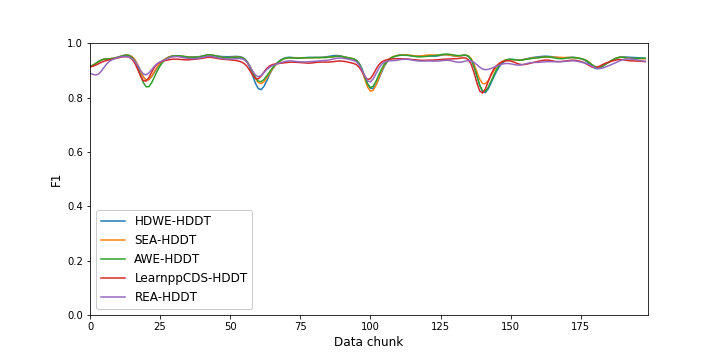 1.0
0.8
0.6
0.4
0.2
0.0
F1
HDWE-HDDT
SEA-HDDT
AWE-HDDT
LearnppCDS-HDDT
REA-HDDT
0 25 50 75 100 125 150 175
Data chunk